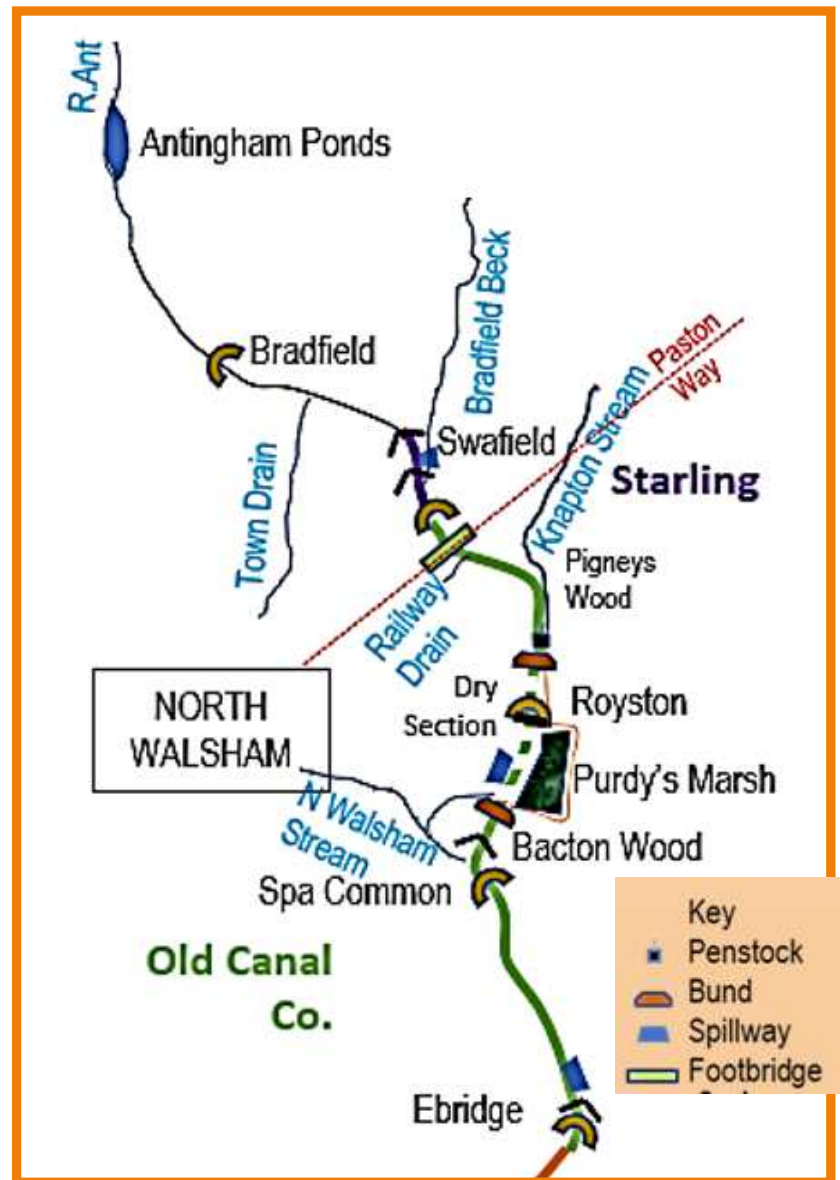 R.Ant
Antingham Ponds
Bradfield Beck
Bradfield
Paston
Way
Swafield
Knapton Stream
Starling
Town Drain
Pigneys
Wood
Railway
Drain
NORTH
WALSHAM
Dry
Section
Royston
Purdy's Marsh
N Walsham
Stream
Bacton Wood
Spa Common
Old Canal
Co.
Key
Penstock
Bund
Spillway
Footbridge
Ebridge